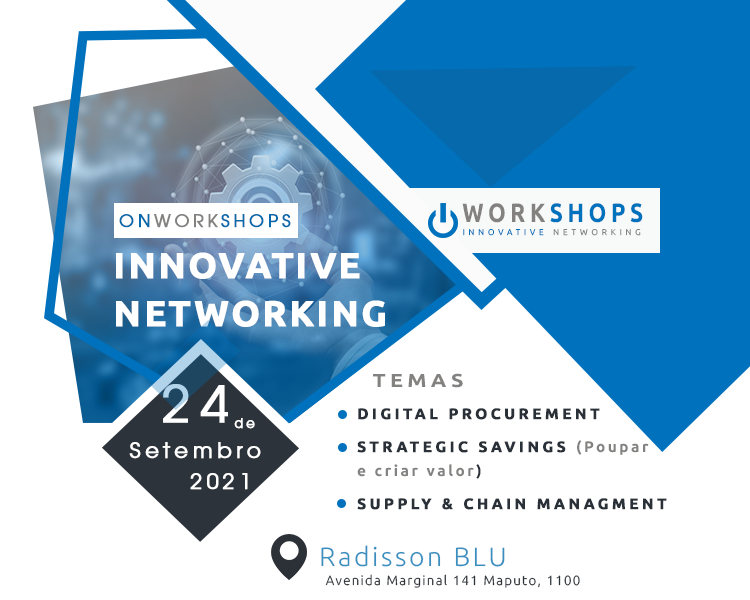 ONWORKSHOPS
INNOVATIVE
NETWORKING
WORKSHOPS
INNOVATIVE NETWORKING
24 de
Setembro
2021
TEMAS
DIGITAL PROCUREMENT
STRATEGIC SAVINGS (Poupar
e criar valor)
SUPPLY & CHAIN MANAGMENT
Radisson BLU
Avenida Marginal 141 Maputo, 1100